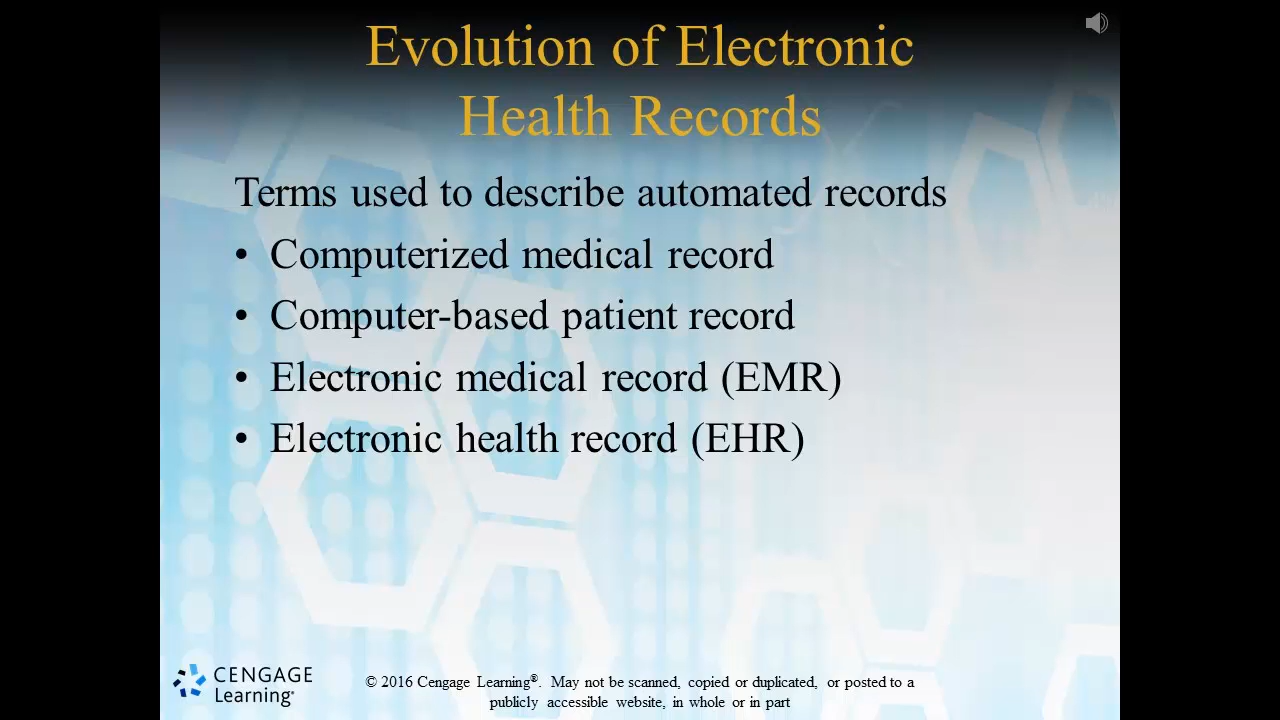 Evolution of Electronic
Health Records
Terms used to describe automated records
• Computerized medical record
• Computer-based patient record
• Electronic medical record (EMR)
• Electronic health record (EHR)
CENGAGE
Learning®
© 2016 Cengage Learning®. May not be scanned, copied or duplicated, or posted to a
publicly accessible website, in whole or in part